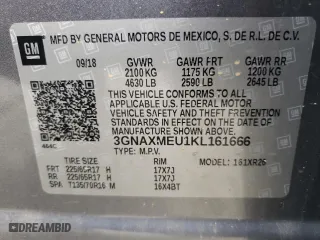 GM
MFD BY GENERAL MOTORS DE MEXICO, S. DE R.L. DE C.V.
09/18 GVWR GAWR FRT GAWR RR
2100 KG 1175 KG 1200 KG
4630 LB 2590 LB 2645 LB
THIS VEHICLE CONFORMS TO ALL APPLICABLE
U.S. FEDERAL MOTOR
VEHICLE SAFETY AND THEFT PREVENTION
STANDARDS IN EFFECT ON THE DATE OF
MANUFACTURE SHOWN ABOVE.
3GNAXMEU1KL161666
TYPE: M.P.V. MODEL: 1S1XR26
TIRE SIZE SPEED RTG RIM
FRT 225/65R17 H 17X7J
RR 225/65R17 H 17X7J
SPA T135/70R16 M 16X4BT